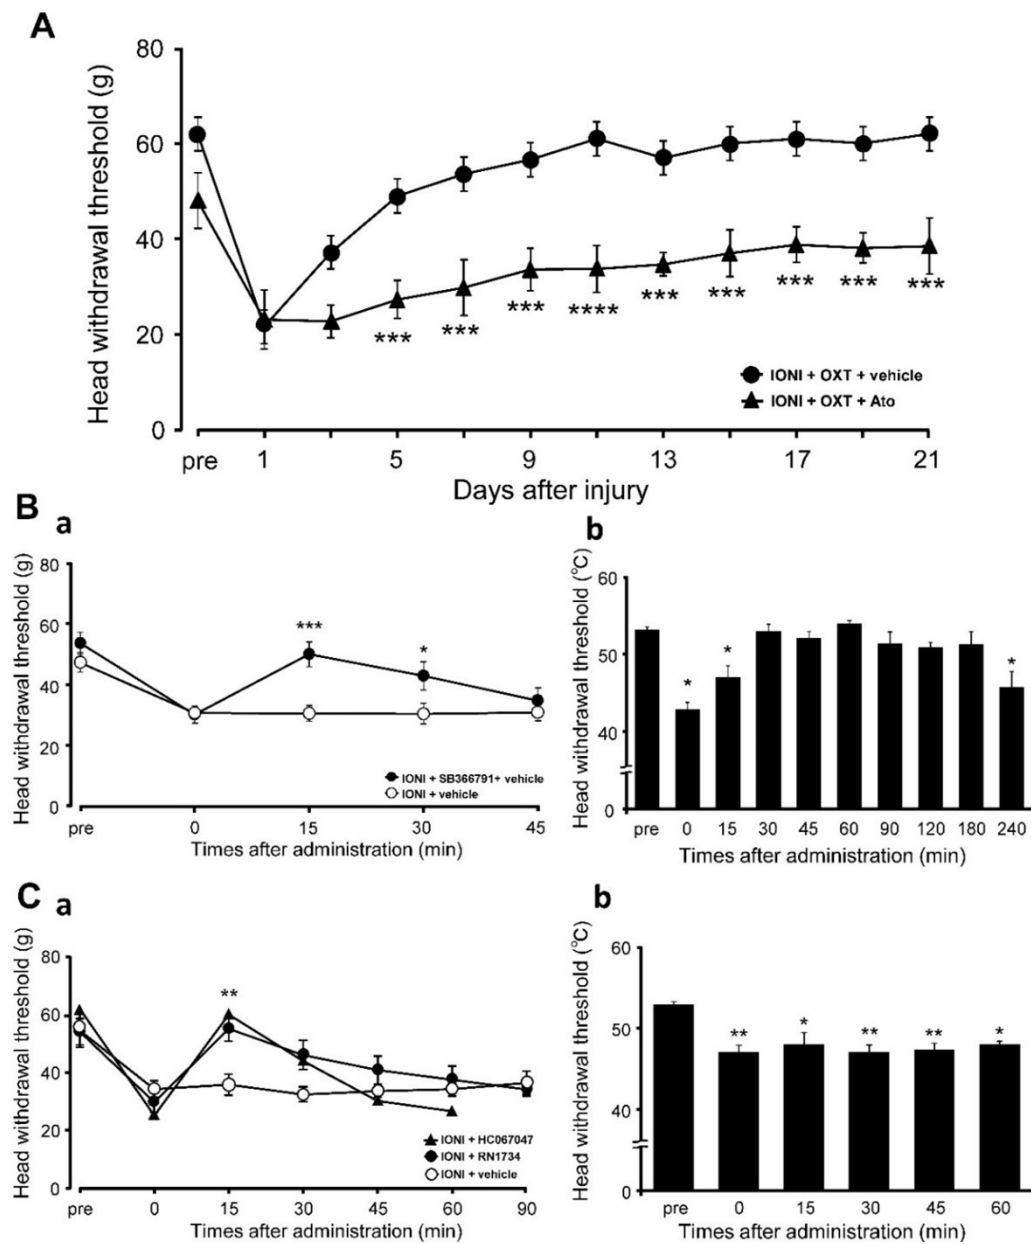 A
Head withdrawal threshold (g)
80
60
40
20
0
*** *** *** **** *** *** *** *** ***
IONI + OXT + vehicle
IONI + OXT + Ato
pre 1 5 9 13 17 21
Days after injury
B
a
Head withdrawal threshold (g)
80
60
40
20
0
***
*
IONI + SB366791+ vehicle
IONI + vehicle
pre 0 15 30 45
Times after administration (min)
b
Head withdrawal threshold (°C)
60
50
40
0
* * *
pre 0 15 30 45 60 90 120 180 240
Times after administration (min)
C
a
Head withdrawal threshold (g)
80
60
40
20
0
**
IONI + HC067047
IONI + RN1734
IONI + vehicle
pre 0 15 30 45 60 90
Times after administration (min)
b
Head withdrawal threshold (°C)
60
50
40
0
** * ** ** *
pre 0 15 30 45 60
Times after administration (min)